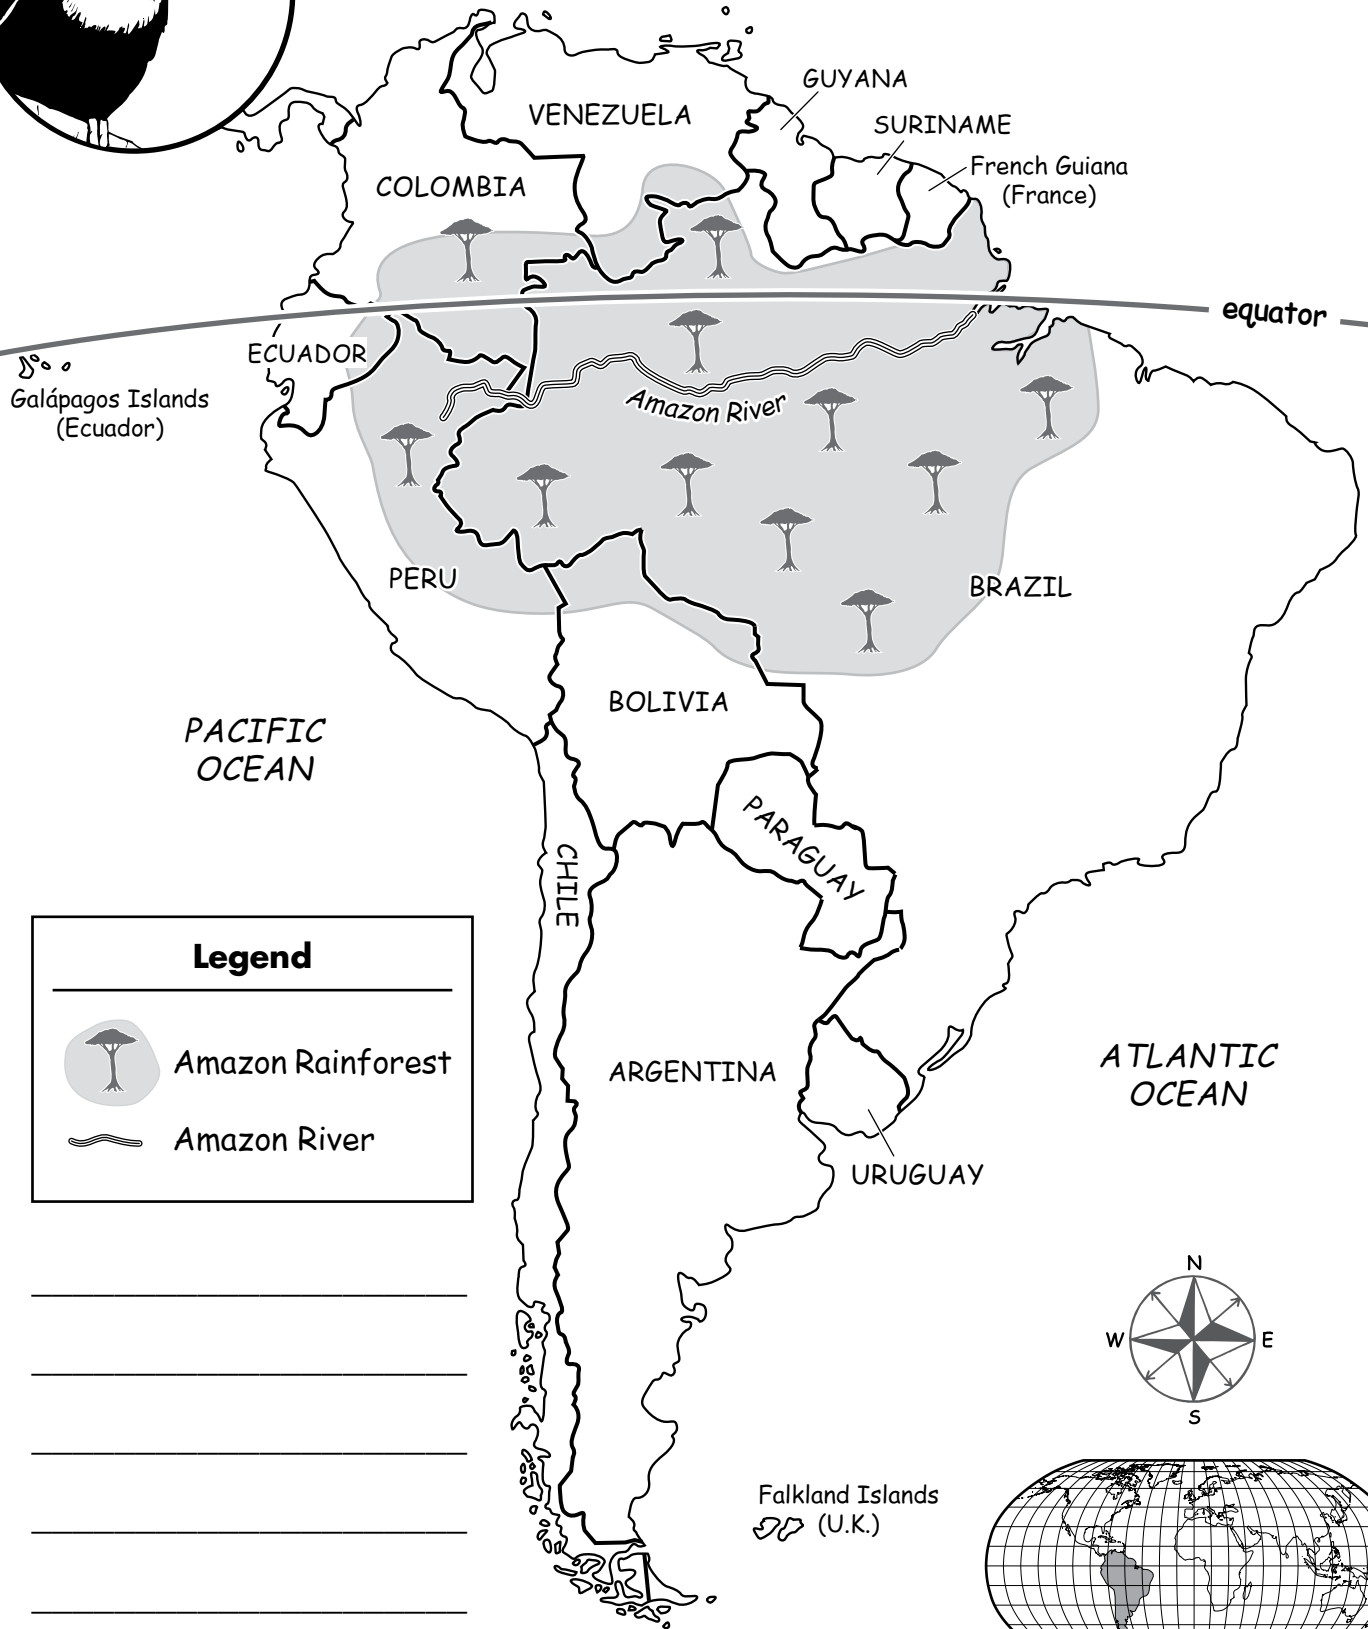 GUYANA
VENEZUELA
SURINAME
French Guiana
(France)
COLOMBIA
equator
ECUADOR
Galápagos Islands
(Ecuador)
Amazon River
PERU
BRAZIL
BOLIVIA
PACIFIC
OCEAN
PARAGUAY
CHILE
Legend
Amazon Rainforest
Amazon River
ARGENTINA
ATLANTIC
OCEAN
URUGUAY
N
W
E
S
Falkland Islands
(U.K.)